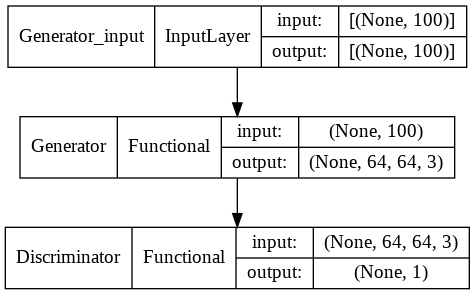 Generator_input InputLayer input: [(None, 100)]
output: [(None, 100)]
Generator Functional input: (None, 100)
output: (None, 64, 64, 3)
Discriminator Functional input: (None, 64, 64, 3)
output: (None, 1)